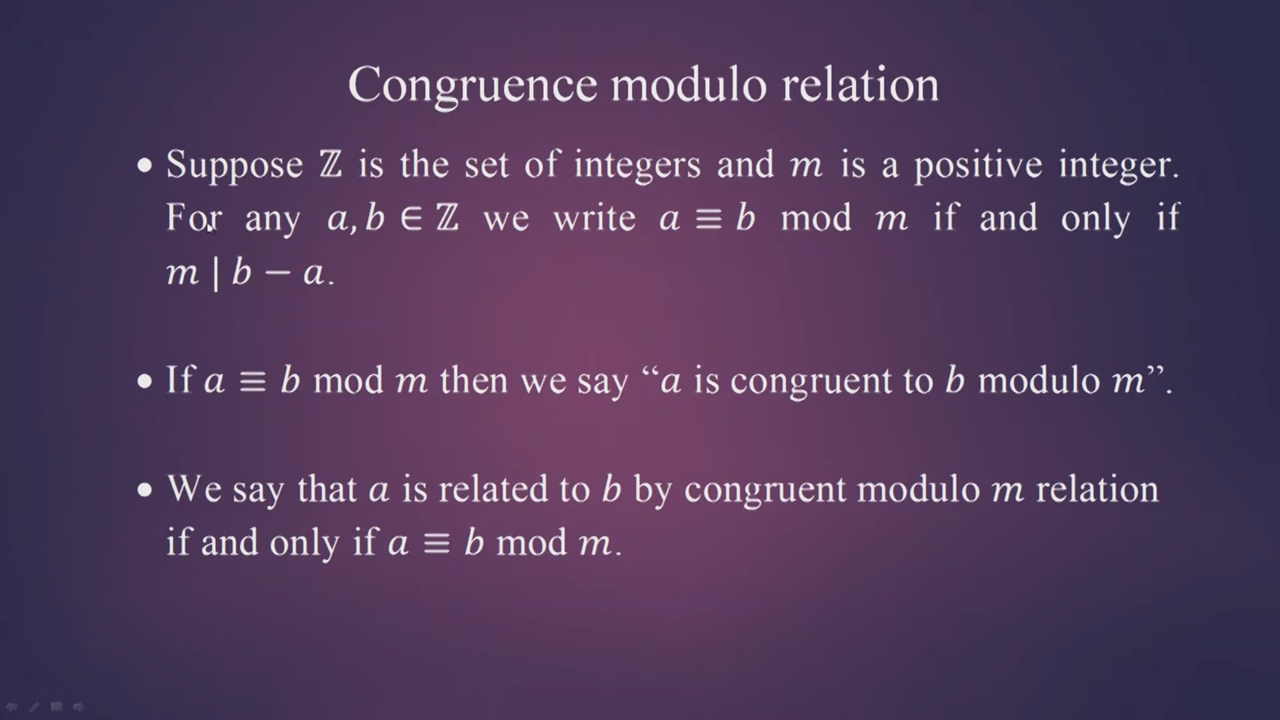 Congruence modulo relation
• Suppose ℤ is the set of integers and m is a positive integer.
For any a, b ∈ ℤ we write a ≡ b mod m if and only if
m | b − a.
• If a ≡ b mod m then we say “a is congruent to b modulo m”.
• We say that a is related to b by congruent modulo m relation
if and only if a ≡ b mod m.